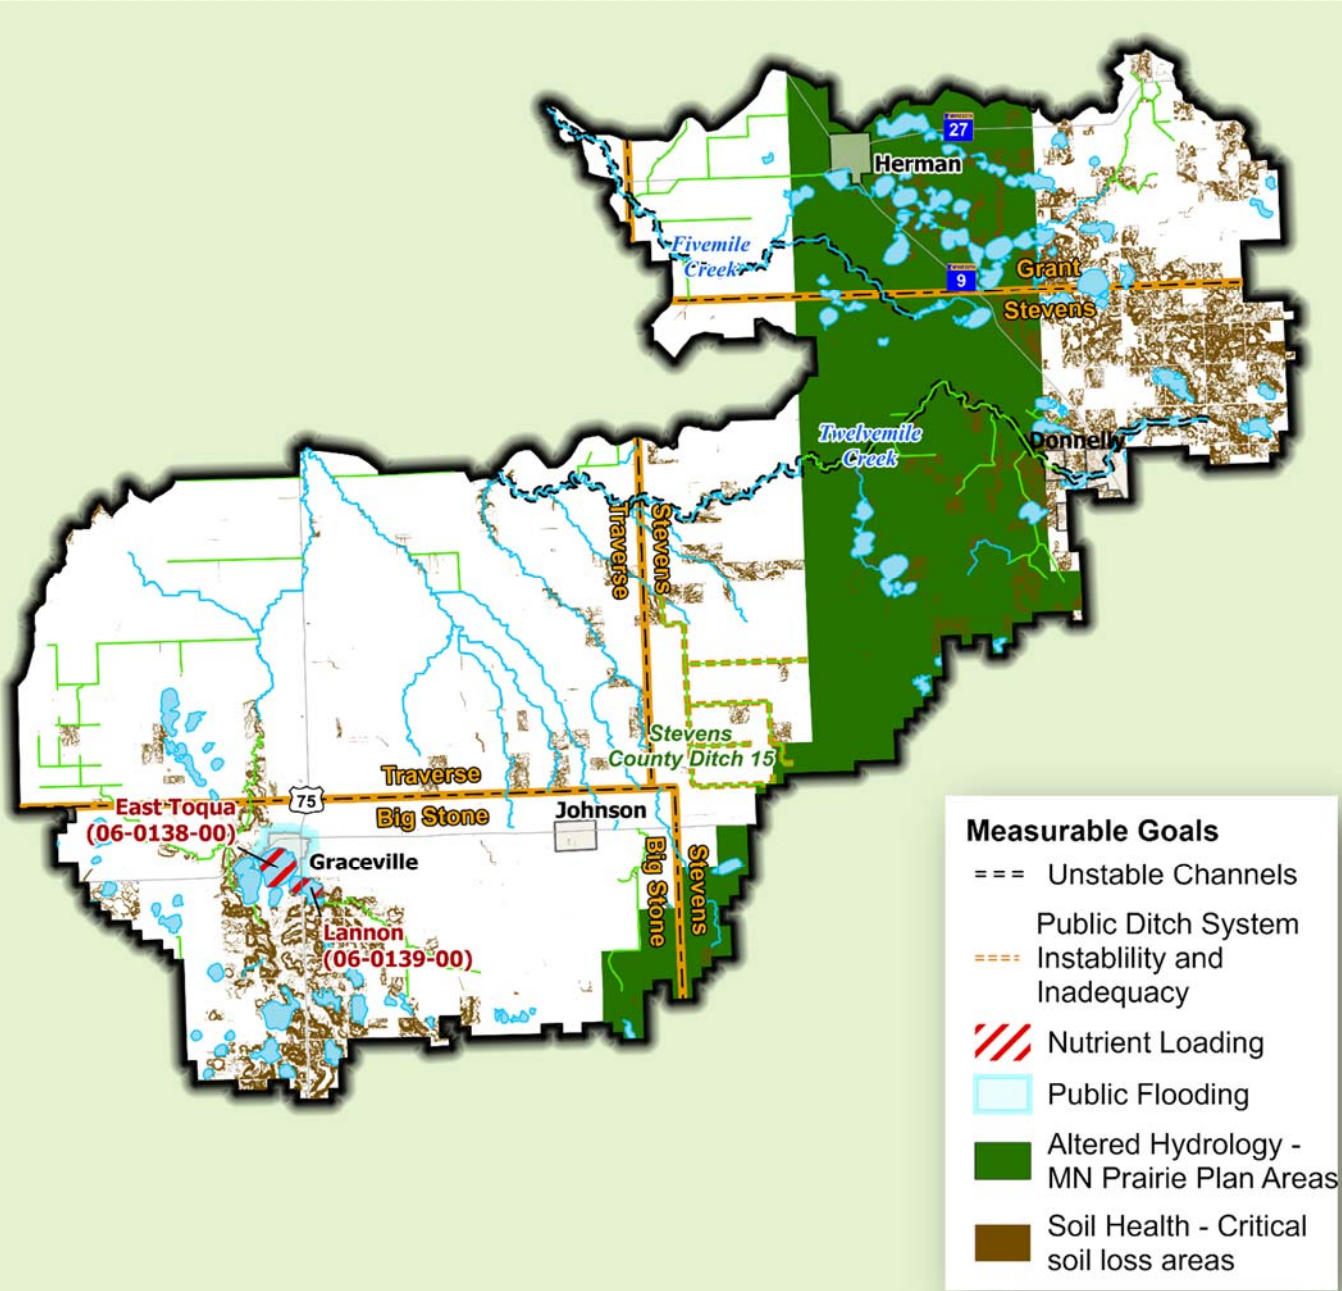 27
Herman
Fivemile
Creek
Grant
9
Stevens
Twelvemile
Creek
Donnelly
Traverse
Stevens
Stevens
County Ditch 15
Traverse
75
East Toqua
(06-0138-00)
Big Stone
Johnson
Graceville
Big Stone
Stevens
Lannon
(06-0139-00)
Measurable Goals
Unstable Channels
Public Ditch System
Instablility and
Inadequacy
Nutrient Loading
Public Flooding
Altered Hydrology -
MN Prairie Plan Areas
Soil Health - Critical
soil loss areas